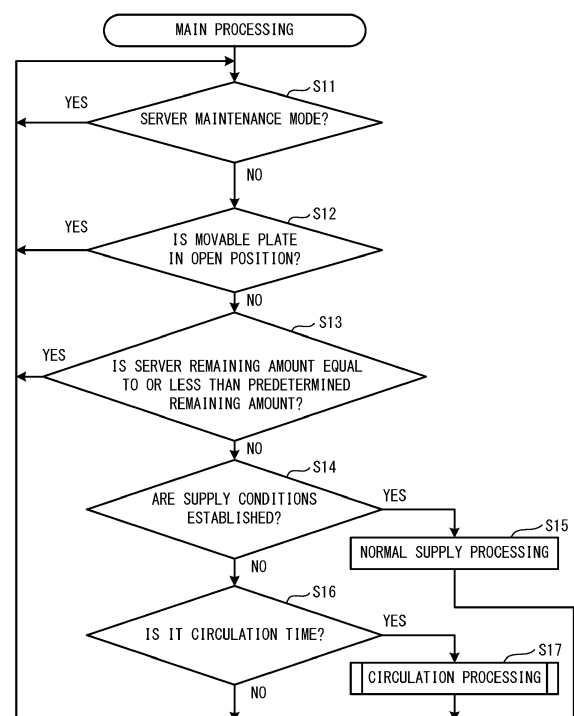 MAIN PROCESSING
S11
YES
SERVER MAINTENANCE MODE?
NO
S12
YES
IS MOVABLE PLATE
IN OPEN POSITION?
NO
S13
YES
IS SERVER REMAINING AMOUNT EQUAL
TO OR LESS THAN PREDETERMINED
REMAINING AMOUNT?
NO
S14
ARE SUPPLY CONDITIONS
ESTABLISHED?
YES
S15
NORMAL SUPPLY PROCESSING
NO
S16
IS IT CIRCULATION TIME?
YES
S17
CIRCULATION PROCESSING
NO